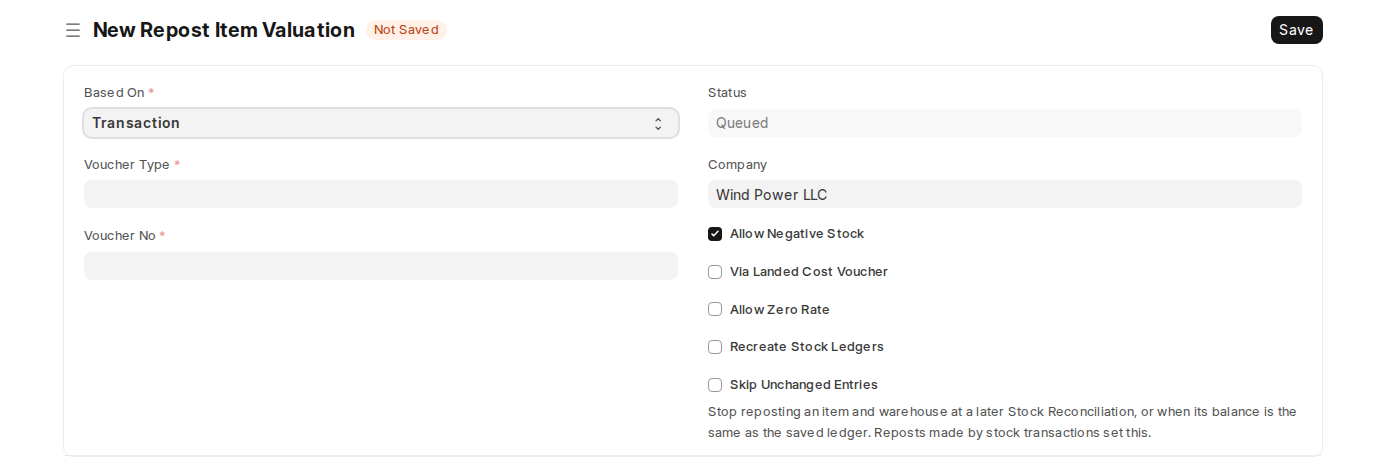 New Repost Item Valuation Not Saved
Save
Based On *
Transaction
Voucher Type *
Voucher No *
Status
Queued
Company
Wind Power LLC
Allow Negative Stock
Via Landed Cost Voucher
Allow Zero Rate
Recreate Stock Ledgers
Skip Unchanged Entries
Stop reposting an item and warehouse at a later Stock Reconciliation, or when its balance is the
same as the saved ledger. Reposts made by stock transactions set this.